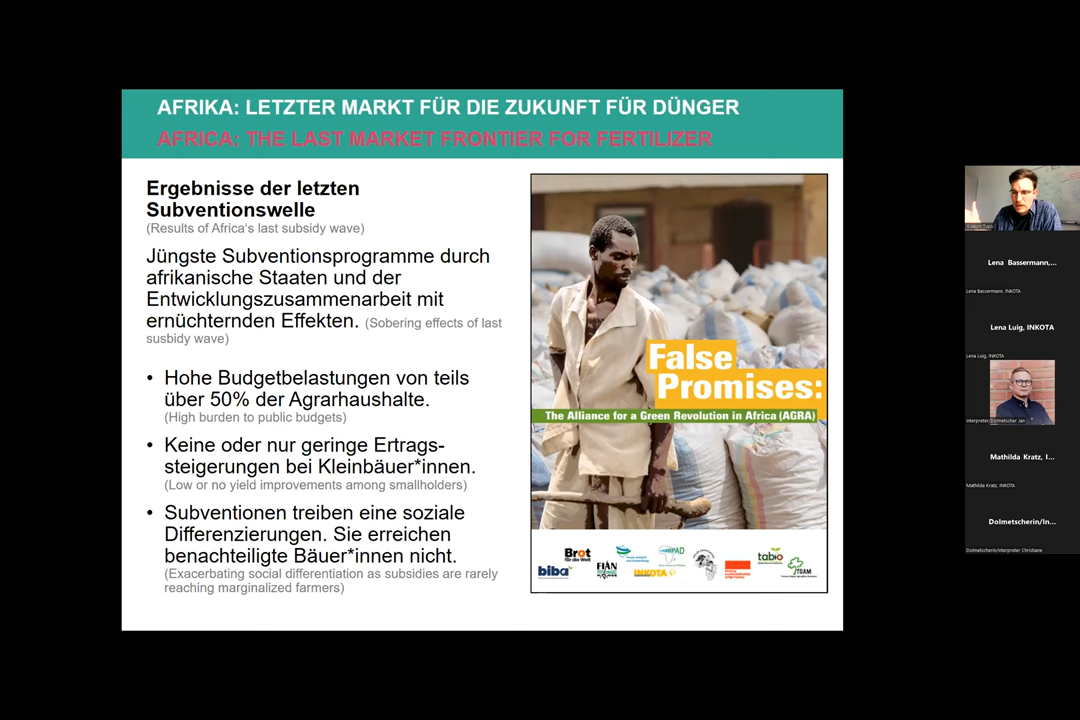 AFRIKA: LETZTER MARKT FÜR DIE ZUKUNFT FÜR DÜNGER
AFRICA: THE LAST MARKET FRONTIER FOR FERTILIZER
Ergebnisse der letzten
Subventionswelle
(Results of Africa's last subsidy wave)
Jüngste Subventionsprogramme durch
afrikanische Staaten und der
Entwicklungszusammenarbeit mit
ernüchternden Effekten. (Sobering effects of last
susbidy wave)
• Hohe Budgetbelastungen von teils
über 50% der Agrarhaushalte.
(High burden to public budgets)
• Keine oder nur geringe Ertrags-
steigerungen bei Kleinbäuer*innen.
(Low or no yield improvements among smallholders)
• Subventionen treiben eine soziale
Differenzierungen. Sie erreichen
benachteiligte Bäuer*innen nicht.
(Exacerbating social differentiation as subsidies are rarely
reaching marginalized farmers)
False
Promises:
The Alliance for a Green Revolution in Africa (AGRA)
Brot
für die Welt
biba
FIAN
INKOTA
tabio
TOAM
Lena Bassermann,...
Lena Bassermann, INKOTA
Lena Luig, INKOTA
Lena Luig, INKOTA
Interpreter/Dolmetscher Jan
Mathilda Kratz, I...
Mathilda Kratz, INKOTA
Dolmetscherin/In...
Dolmetscherin/Interpreter Christiane